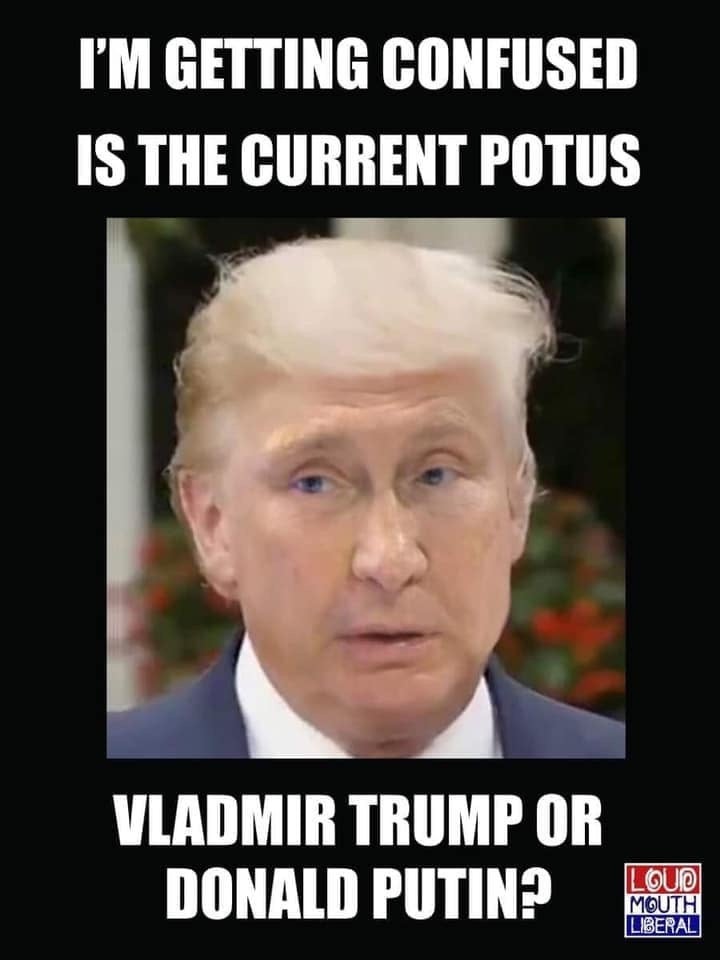 I'M GETTING CONFUSED
IS THE CURRENT POTUS
VLADMIR TRUMP OR
DONALD PUTIN?
LOUD
MOUTH
LIBERAL